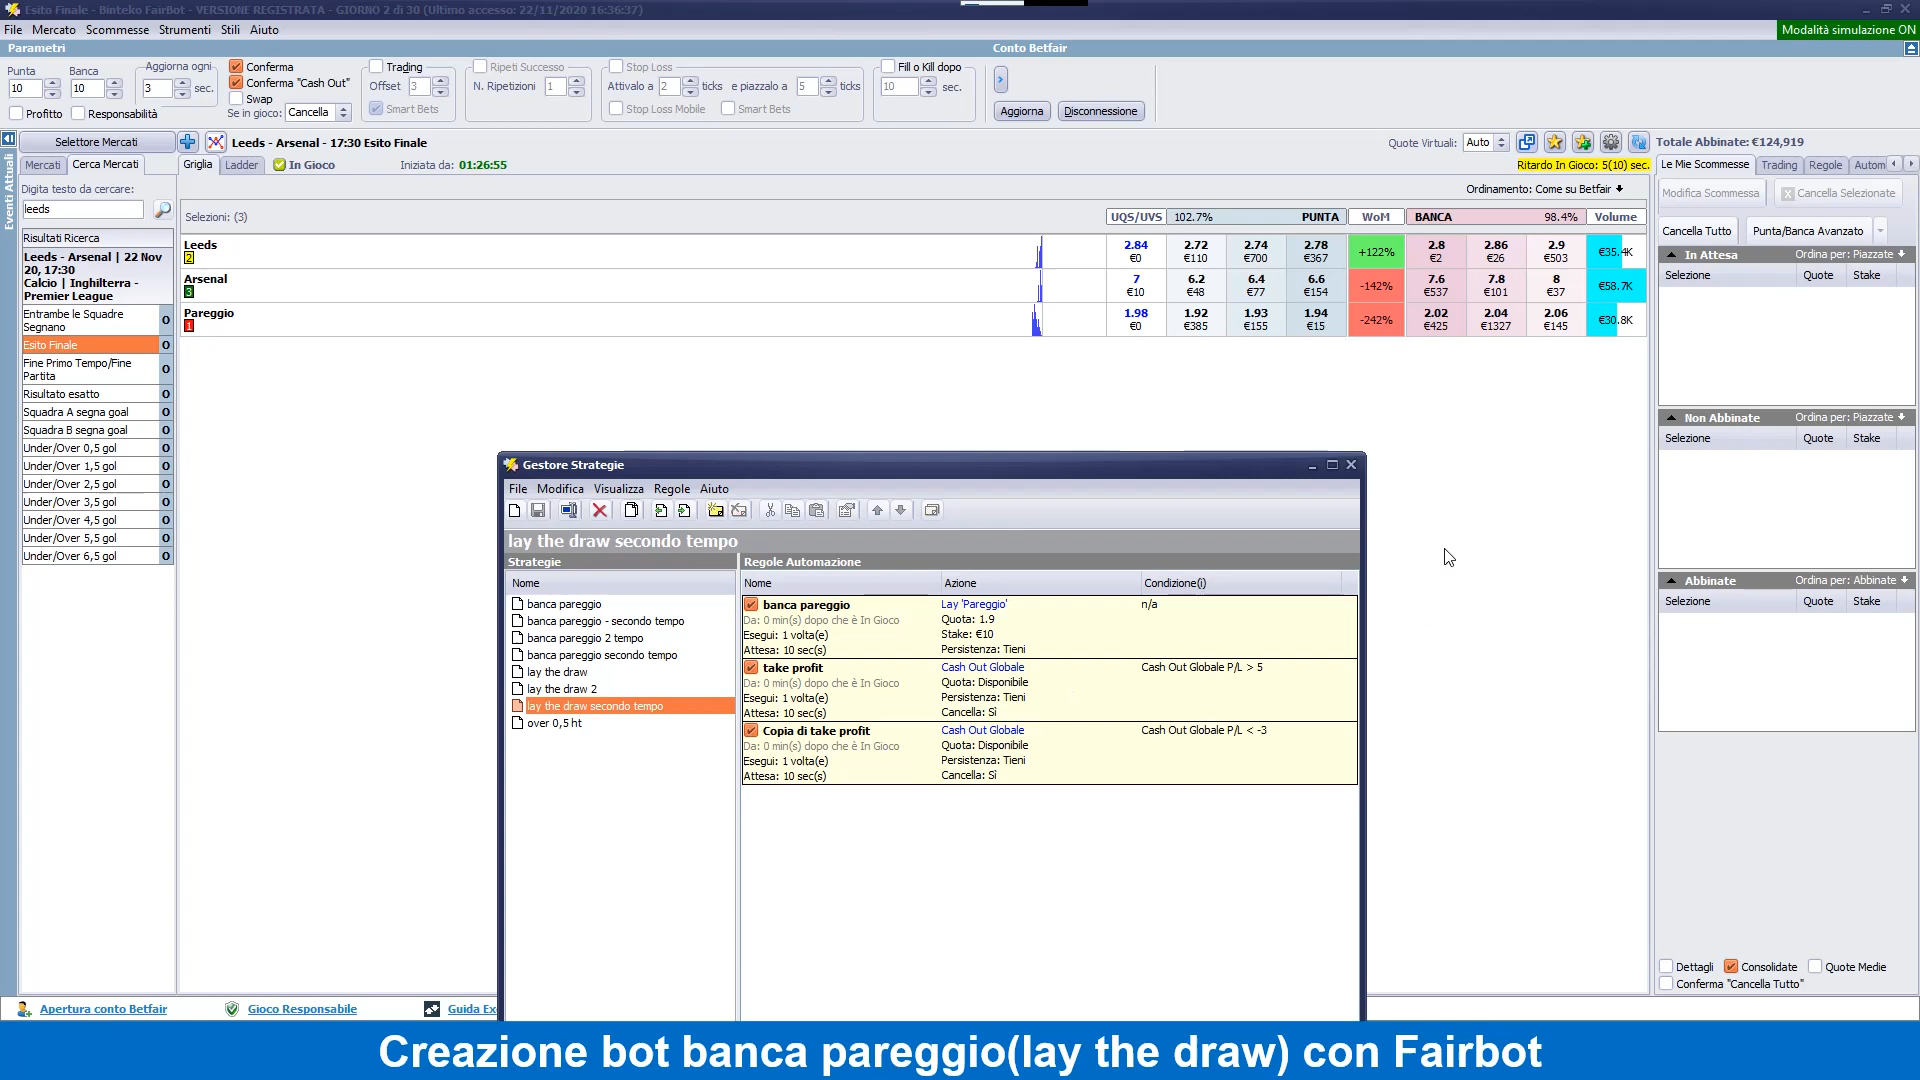 Esito Finale - Binteko FairBot - VERSIONE REGISTRATA - GIORNO 2 di 30 (Ultimo accesso: 22/11/2020 16:36:37)
File Mercato Scommesse Strumenti Stili Aiuto
Modalità simulazione ON
Parametri
Conto Betfair
Punta
10
Banca
10
Aggiorna ogni
3 sec.
Profitto
Responsabilità
Conferma
Conferma "Cash Out"
Swap
Se in gioco: Cancella
Trading
Offset 3
Smart Bets
Ripeti Successo
N. Ripetizioni 1
Stop Loss
Attivalo a 2 ticks e piazzalo a 5 ticks
Stop Loss Mobile
Smart Bets
Fill o Kill dopo
10 sec.
Aggiorna
Disconnessione
Eventi Attuali
Selettore Mercati
Leeds - Arsenal - 17:30 Esito Finale
Quote Virtuali: Auto
Totale Abbinate: €124,919
Mercati
Cerca Mercati
Griglia
Ladder
In Gioco
Iniziata da: 01:26:55
Ritardo In Gioco: 5(10) sec.
Le Mie Scommesse
Trading
Regole
Autom
Digita testo da cercare:
leeds
Ordinamento: Come su Betfair
Modifica Scommessa
Cancella Selezionate
Selezioni: (3)
UQS/UVS
102.7% PUNTA
WoM
BANCA 98.4%
Volume
Cancella Tutto
Punta/Banca Avanzato
Risultati Ricerca
Leeds - Arsenal | 22 Nov
20, 17:30
Calcio | Inghilterra -
Premier League
Entrambe le Squadre
Segnano
O
Esito Finale O
Fine Primo Tempo/Fine
Partita
O
Risultato esatto O
Squadra A segna goal O
Squadra B segna goal O
Under/Over 0,5 gol O
Under/Over 1,5 gol O
Under/Over 2,5 gol O
Under/Over 3,5 gol O
Under/Over 4,5 gol O
Under/Over 5,5 gol O
Under/Over 6,5 gol O
Leeds 2.84 2.72 2.74 2.78 +122% 2.8 2.86 2.9 €35.4K
2 €0 €110 €700 €367 €2 €26 €503
Arsenal 7 6.2 6.4 6.6 -142% 7.6 7.8 8 €58.7K
3 €10 €48 €77 €154 €537 €101 €37
Pareggio 1.98 1.92 1.93 1.94 -242% 2.02 2.04 2.06 €30.8K
1 €0 €385 €155 €15 €425 €1327 €145
In Attesa Ordina per: Piazzate
Selezione Quote Stake
Non Abbinate Ordina per: Piazzate
Selezione Quote Stake
Abbinate Ordina per: Abbinate
Selezione Quote Stake
Dettagli
Consolidate
Quote Medie
Conferma "Cancella Tutto"
Gestore Strategie
File Modifica Visualizza Regole Aiuto
lay the draw secondo tempo
Strategie
Nome
banca pareggio
banca pareggio - secondo tempo
banca pareggio 2 tempo
banca pareggio secondo tempo
lay the draw
lay the draw 2
lay the draw secondo tempo
over 0,5 ht
Regole Automazione
Nome Azione Condizione(i)
banca pareggio Lay 'Pareggio' n/a
Da: 0 min(s) dopo che è In Gioco Quota: 1.9
Esegui: 1 volta(e) Stake: €10
Attesa: 10 sec(s) Persistenza: Tieni
take profit Cash Out Globale Cash Out Globale P/L > 5
Da: 0 min(s) dopo che è In Gioco Quota: Disponibile
Esegui: 1 volta(e) Persistenza: Tieni
Attesa: 10 sec(s) Cancella: Sì
Copia di take profit Cash Out Globale Cash Out Globale P/L < -3
Da: 0 min(s) dopo che è In Gioco Quota: Disponibile
Esegui: 1 volta(e) Persistenza: Tieni
Attesa: 10 sec(s) Cancella: Sì
Apertura conto Betfair
Gioco Responsabile
Guida Ex
Creazione bot banca pareggio(lay the draw) con Fairbot